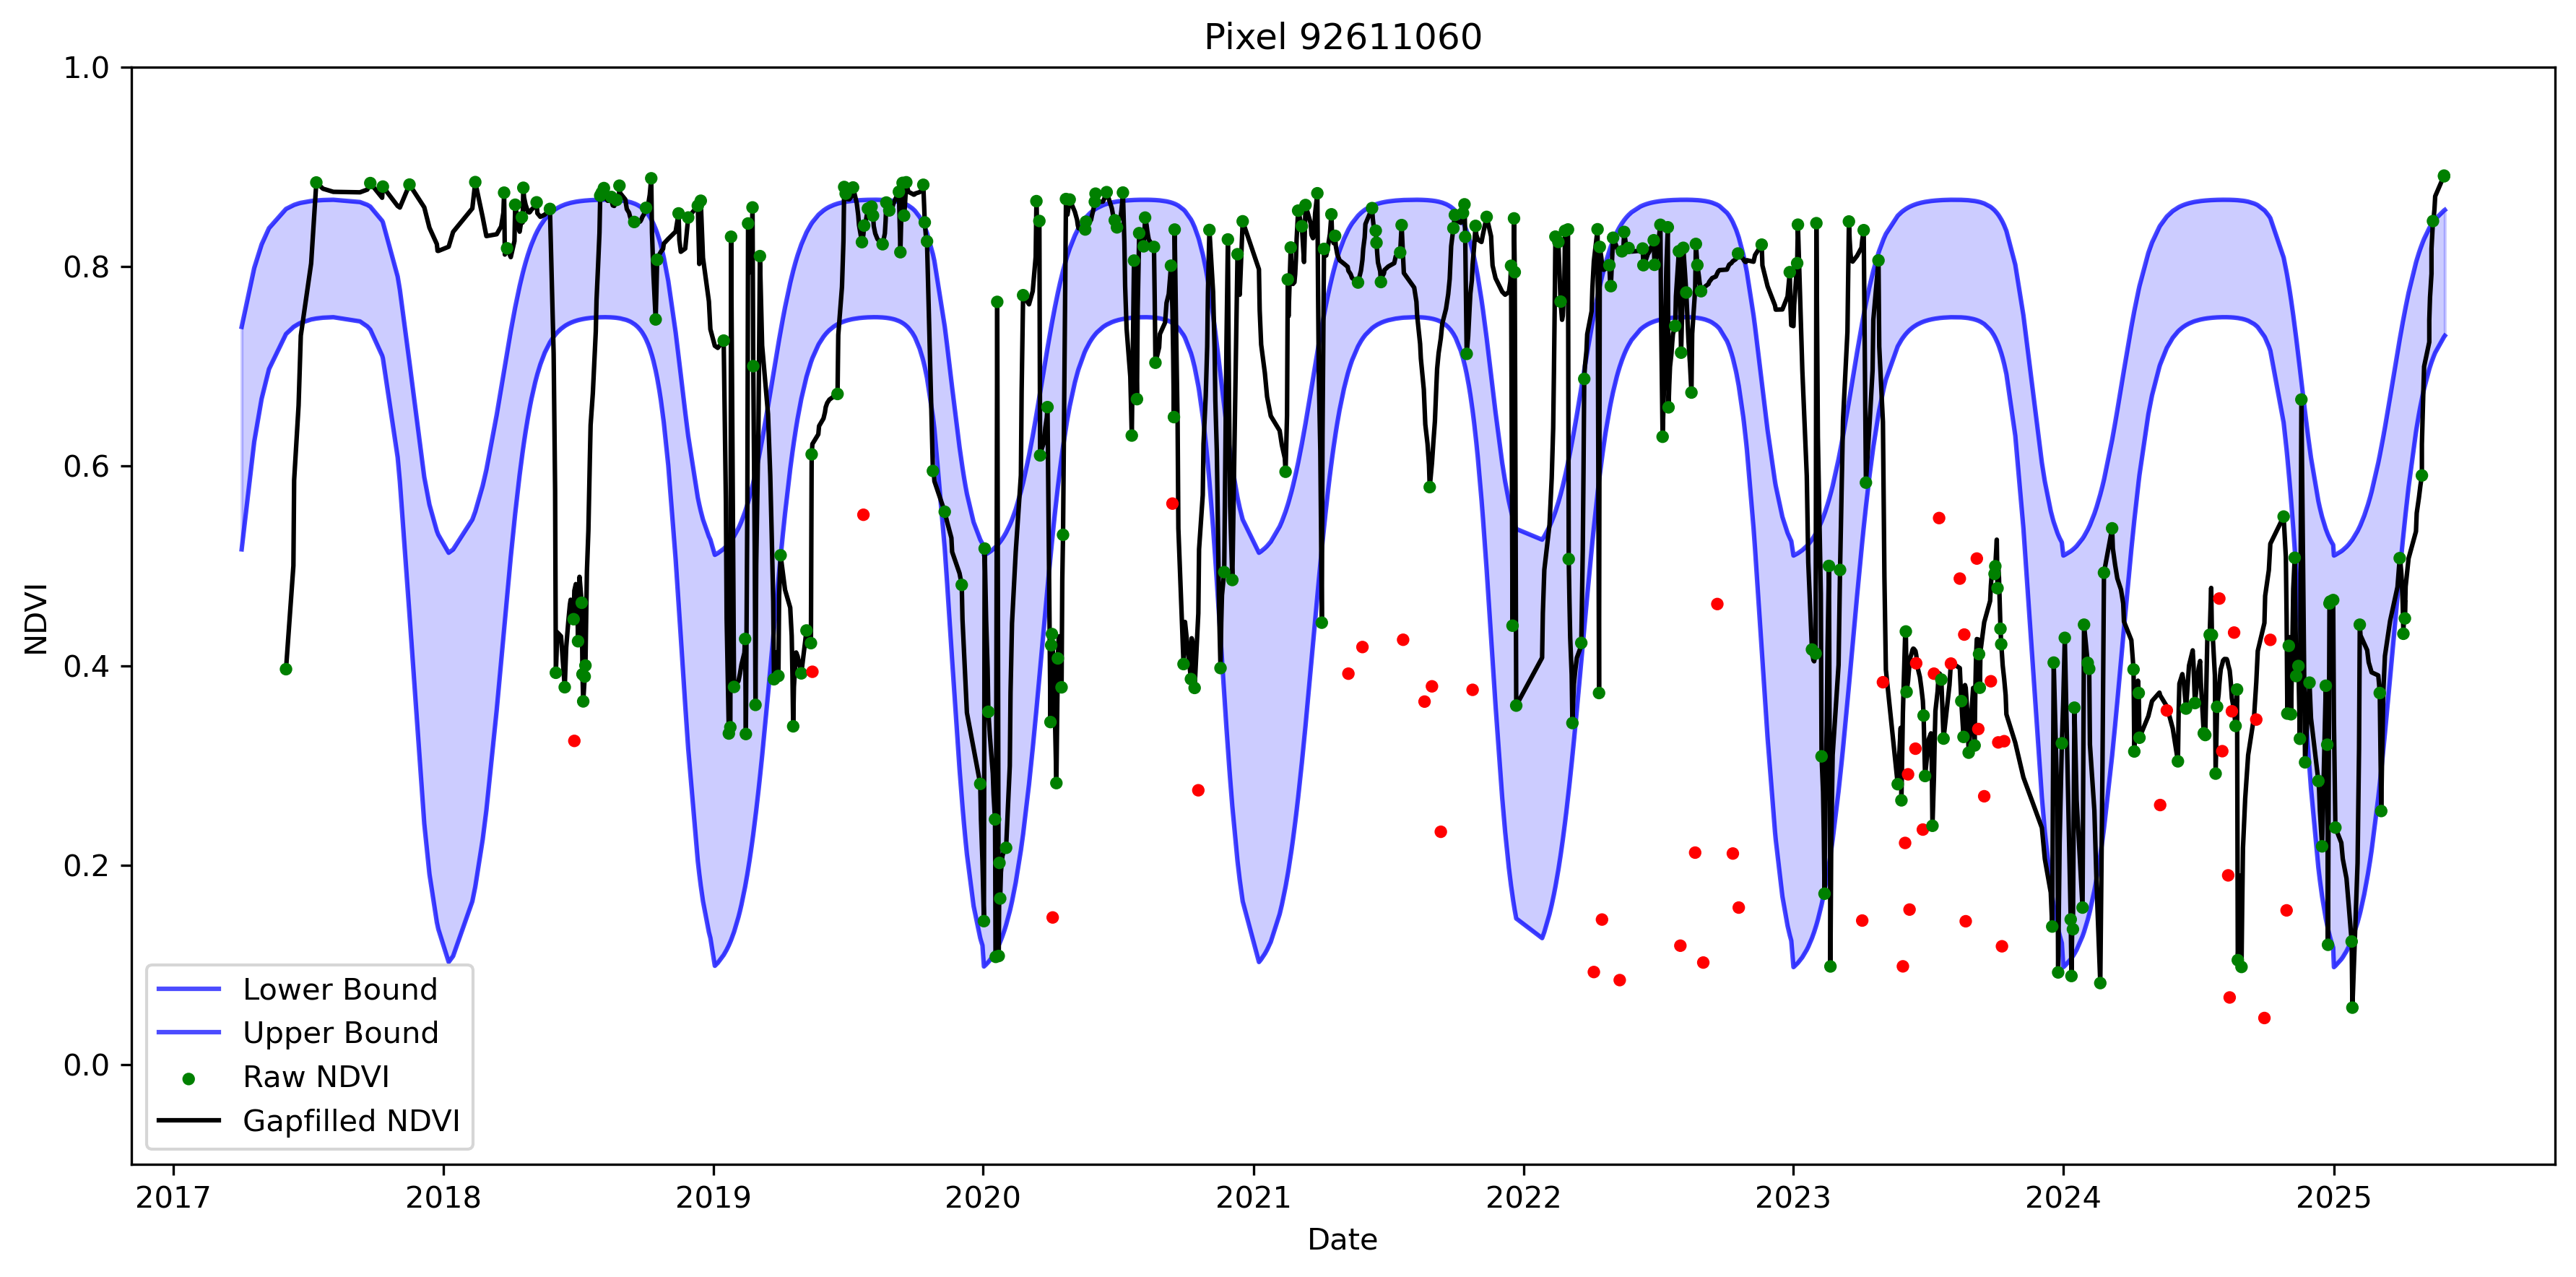 Pixel 92611060
1.0
0.8
0.6
0.4
0.2
0.0
NDVI
Lower Bound
Upper Bound
Raw NDVI
Gapfilled NDVI
2017 2018 2019 2020 2021 2022 2023 2024 2025
Date